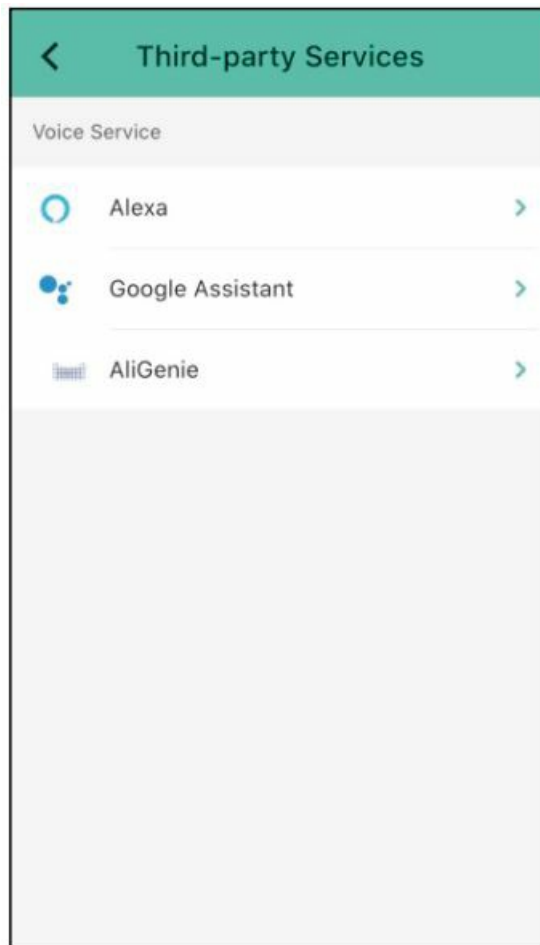 Third-party Services
Voice Service
Alexa
Google Assistant
AliGenie